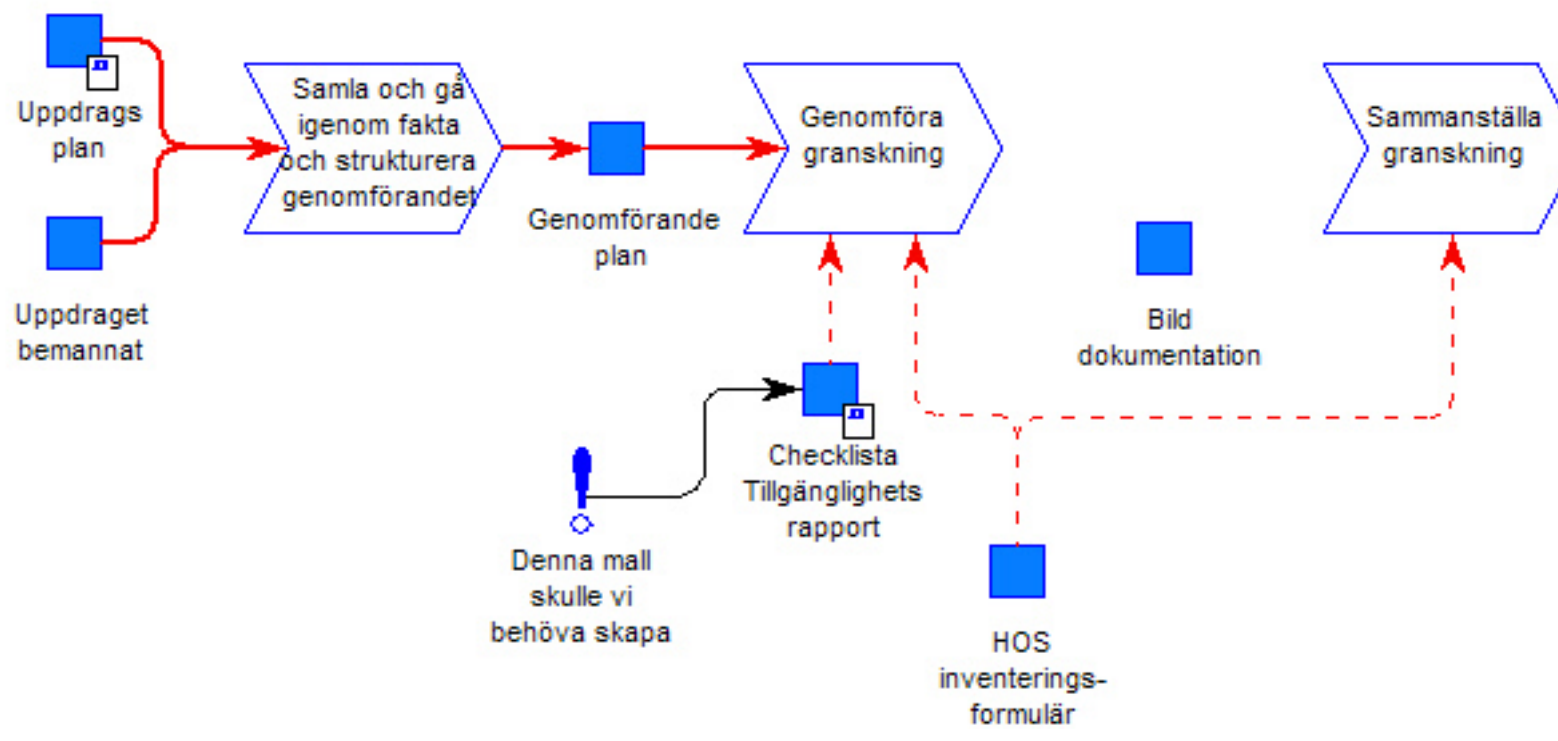 Uppdrags
plan
Uppdraget
bemannat
Samla och gå
igenom fakta
och strukturera
genomförandet
Genomförande
plan
Genomföra
granskning
Sammanställa
granskning
Bild
dokumentation
Checklista
Tillgänglighets
rapport
Denna mall
skulle vi
behöva skapa
HOS
inventerings-
formulär